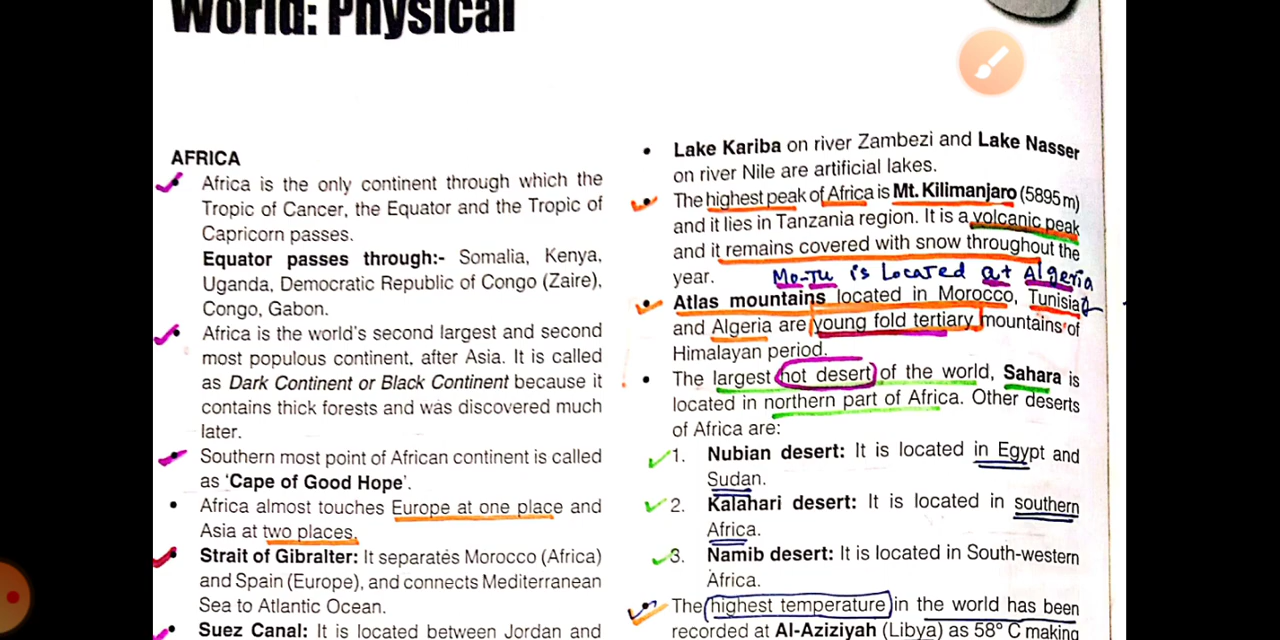 World: Physical
AFRICA
• Africa is the only continent through which the
Tropic of Cancer, the Equator and the Tropic of
Capricorn passes.
Equator passes through:- Somalia, Kenya,
Uganda, Democratic Republic of Congo (Zaire),
Congo, Gabon.
• Africa is the world's second largest and second
most populous continent, after Asia. It is called
as Dark Continent or Black Continent because it
contains thick forests and was discovered much
later.
• Southern most point of African continent is called
as 'Cape of Good Hope'.
• Africa almost touches Europe at one place and
Asia at two places.
• Strait of Gibralter: It separates Morocco (Africa)
and Spain (Europe), and connects Mediterranean
Sea to Atlantic Ocean.
• Suez Canal: It is located between Jordan and
• Lake Kariba on river Zambezi and Lake Nasser
on river Nile are artificial lakes.
• The highest peak of Africa is Mt. Kilimanjaro (5895m)
and it lies in Tanzania region. It is a volcanic peak
and it remains covered with snow throughout the
year. Mo-Tu is Located at Algeria
• Atlas mountains located in Morocco, Tunisia
and Algeria are young fold tertiary mountains of
Himalayan period.
• The largest hot desert of the world, Sahara is
located in northern part of Africa. Other deserts
of Africa are:
1. Nubian desert: It is located in Egypt and
Sudan.
2. Kalahari desert: It is located in southern
Africa.
3. Namib desert: It is located in South-western
Africa.
• The highest temperature in the world has been
recorded at Al-Aziziyah (Libya) as 58° C making